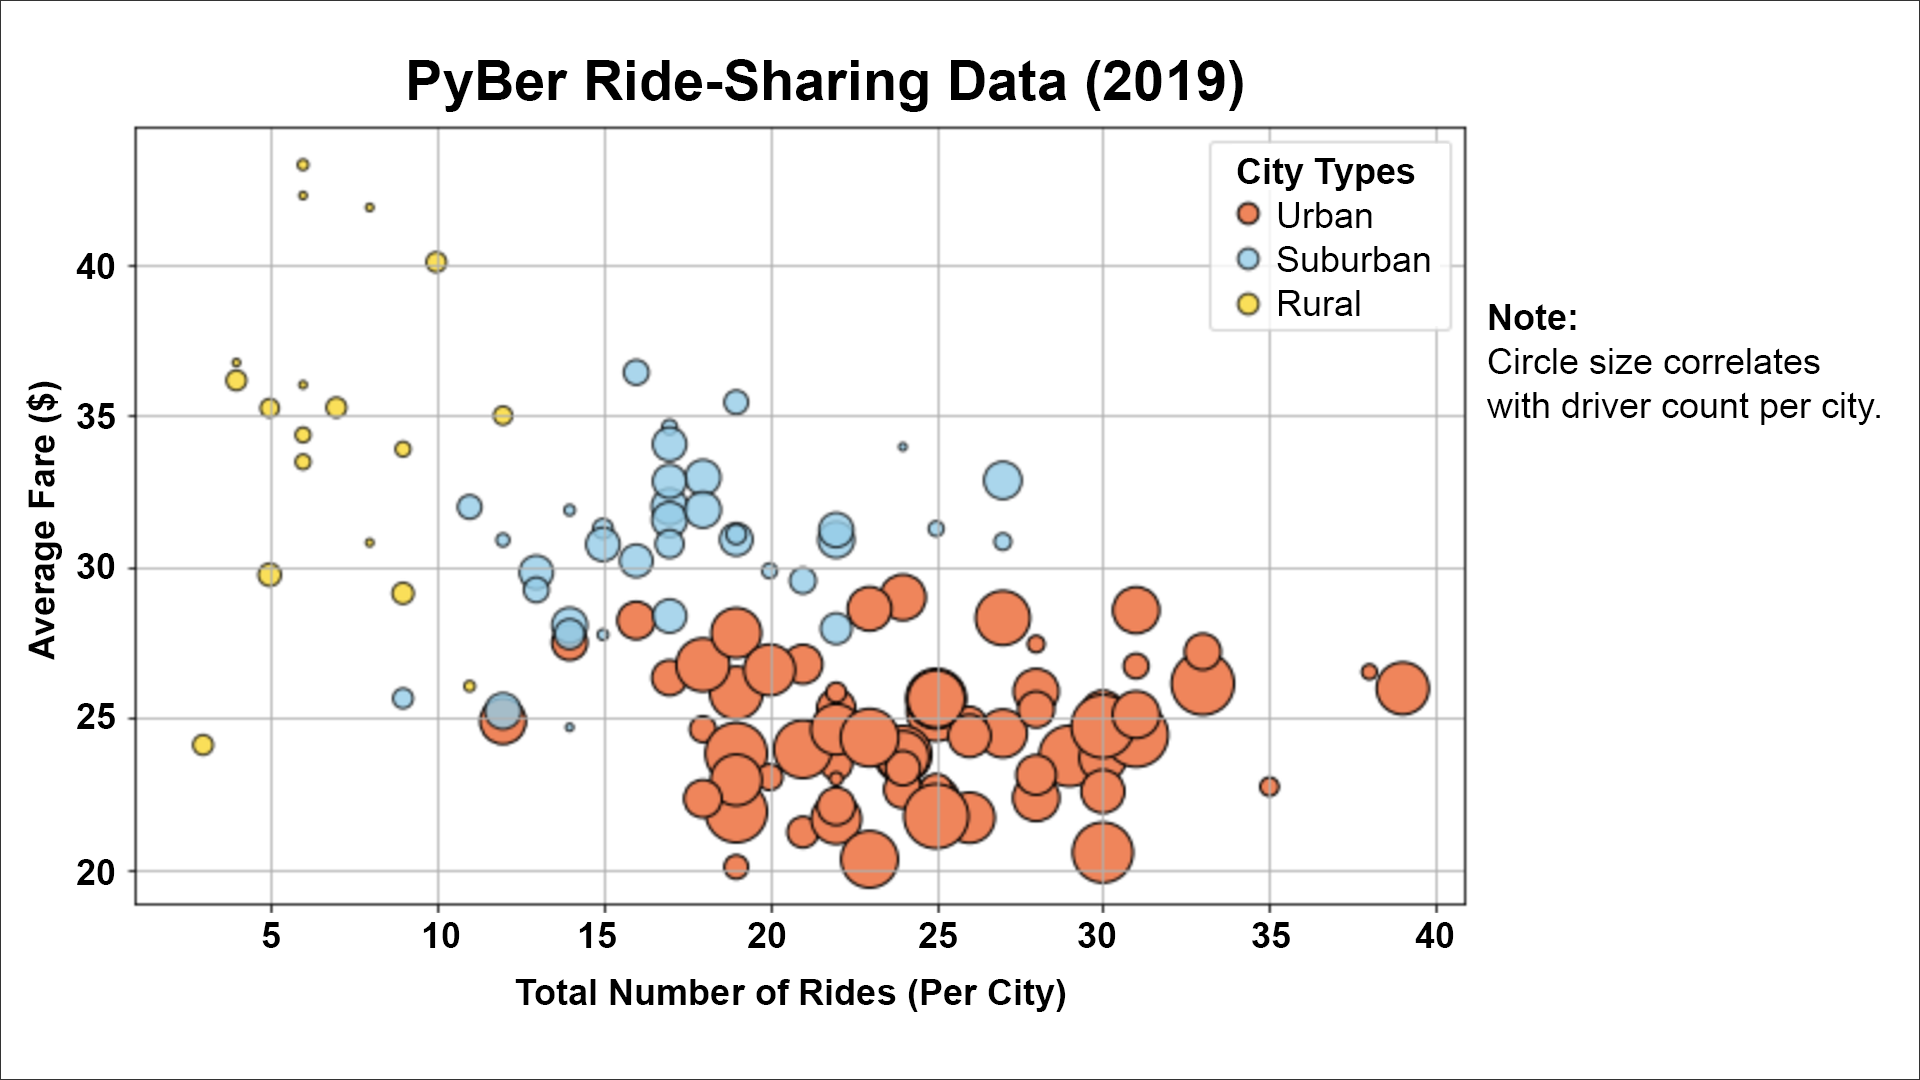 PyBer Ride-Sharing Data (2019)
City Types
Urban
Suburban
Rural
Note:
Circle size correlates
with driver count per city.
Average Fare ($)
40
35
30
25
20
5 10 15 20 25 30 35 40
Total Number of Rides (Per City)